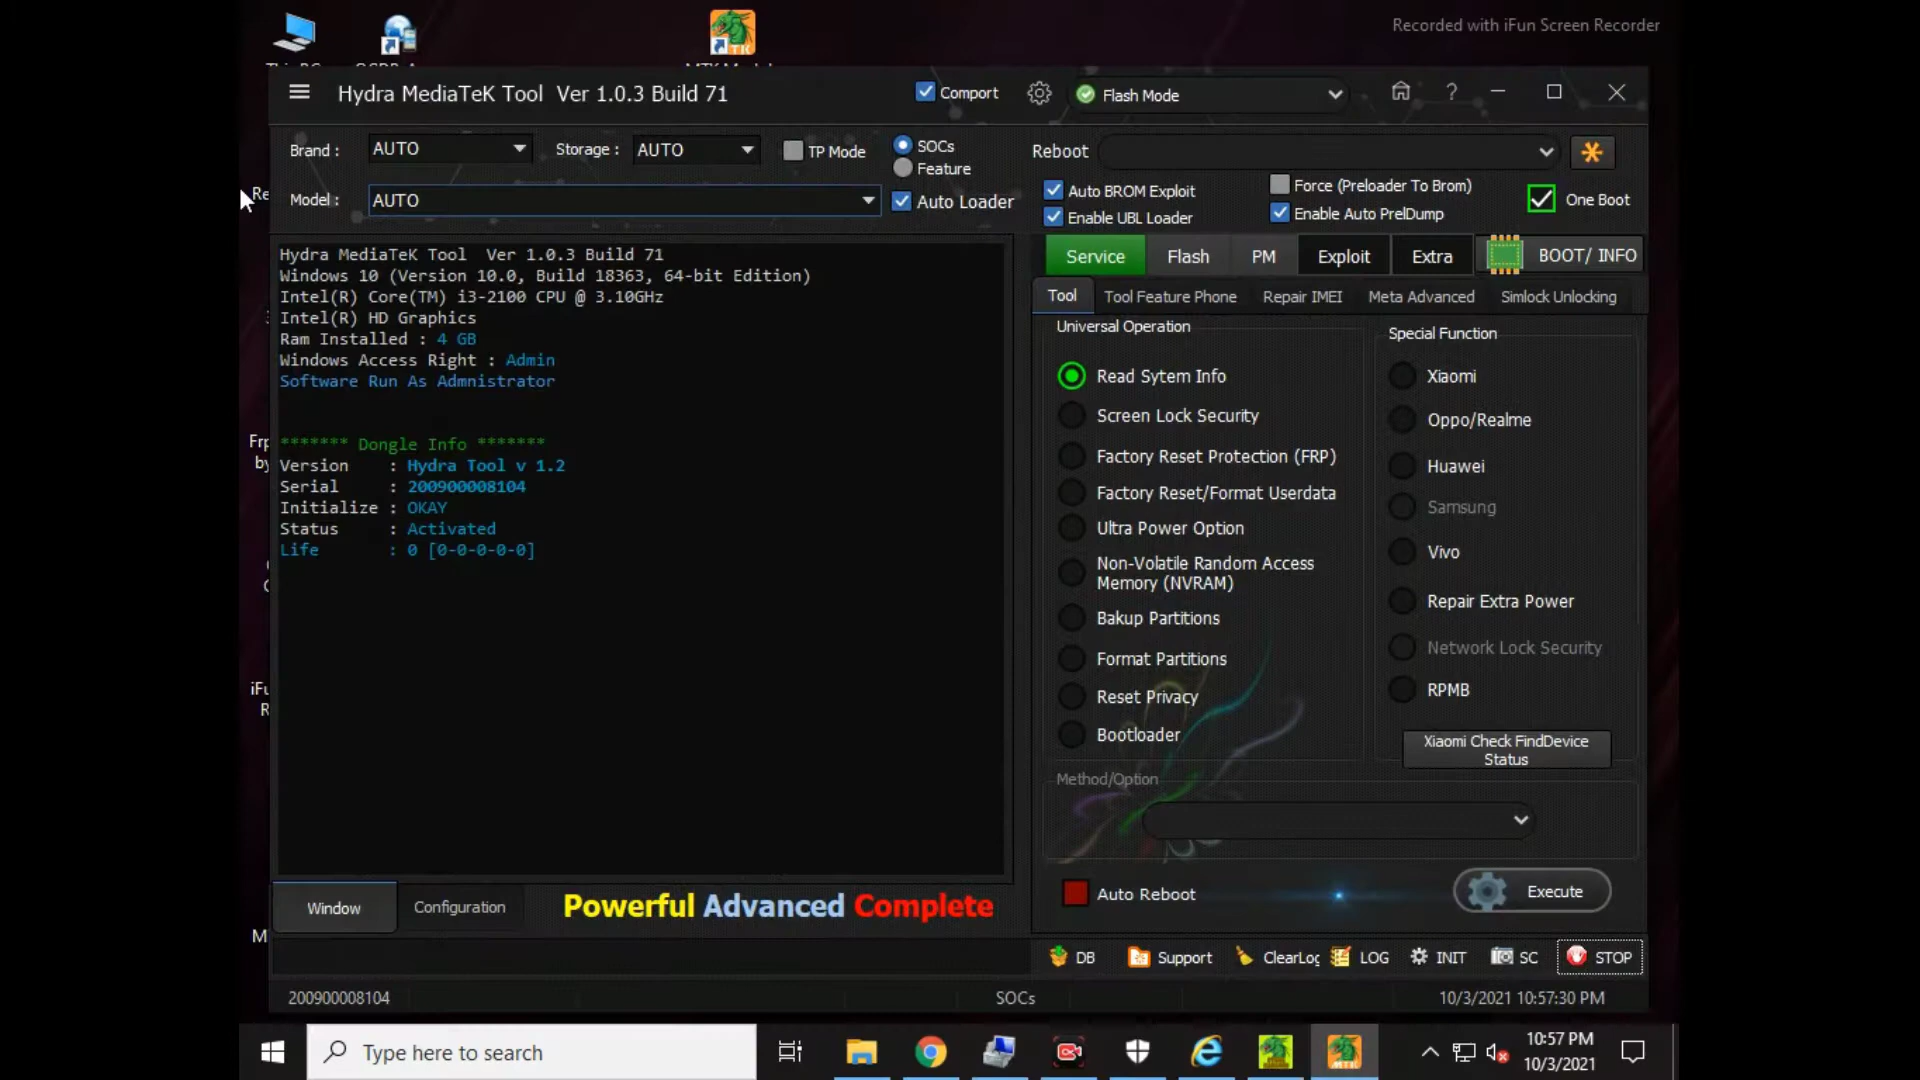 Recorded with iFun Screen Recorder
Hydra MediaTeK Tool Ver 1.0.3 Build 71
Comport
Flash Mode
?
Brand :
AUTO
Storage :
AUTO
TP Mode
SOCs
Feature
Reboot
Re
Model :
AUTO
Auto Loader
Auto BROM Exploit
Force (Preloader To Brom)
Enable UBL Loader
Enable Auto PrelDump
One Boot
Service
Flash
PM
Exploit
Extra
BOOT/ INFO
Tool
Tool Feature Phone
Repair IMEI
Meta Advanced
Simlock Unlocking
Hydra MediaTeK Tool Ver 1.0.3 Build 71
Windows 10 (Version 10.0, Build 18363, 64-bit Edition)
Intel(R) Core(TM) i3-2100 CPU @ 3.10GHz
Intel(R) HD Graphics
Ram Installed : 4 GB
Windows Access Right : Admin
Software Run As Admnistrator
******* Dongle Info *******
Version : Hydra Tool v 1.2
Serial : 200900008104
Initialize : OKAY
Status : Activated
Life : 0 [0-0-0-0-0]
Frp
by
iFu
R
M
Universal Operation
Read Sytem Info
Screen Lock Security
Factory Reset Protection (FRP)
Factory Reset/Format Userdata
Ultra Power Option
Non-Volatile Random Access
Memory (NVRAM)
Bakup Partitions
Format Partitions
Reset Privacy
Bootloader
Special Function
Xiaomi
Oppo/Realme
Huawei
Samsung
Vivo
Repair Extra Power
Network Lock Security
RPMB
Xiaomi Check FindDevice
Status
Method/Option
Auto Reboot
Execute
Window
Configuration
Powerful Advanced Complete
DB
Support
ClearLog
LOG
INIT
SC
STOP
200900008104
SOCs
10/3/2021 10:57:30 PM
Type here to search
MTK
10:57 PM
10/3/2021